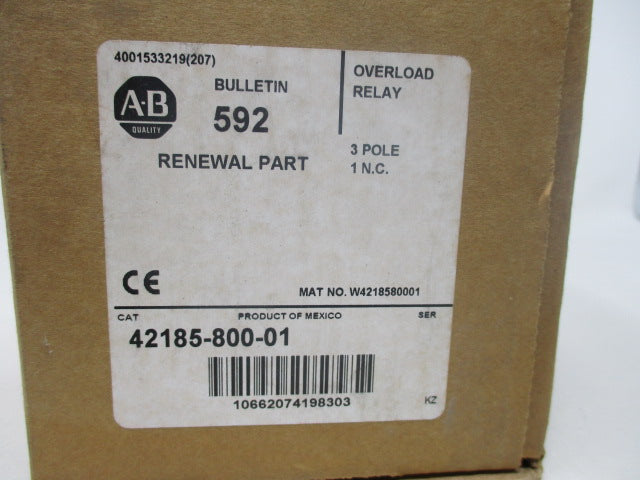 4001533219(207)
A·B
QUALITY
BULLETIN
592
OVERLOAD
RELAY
RENEWAL PART
3 POLE
1 N.C.
CE
MAT NO. W4218580001
CAT
PRODUCT OF MEXICO
SER
42185-800-01
10662074198303
KZ